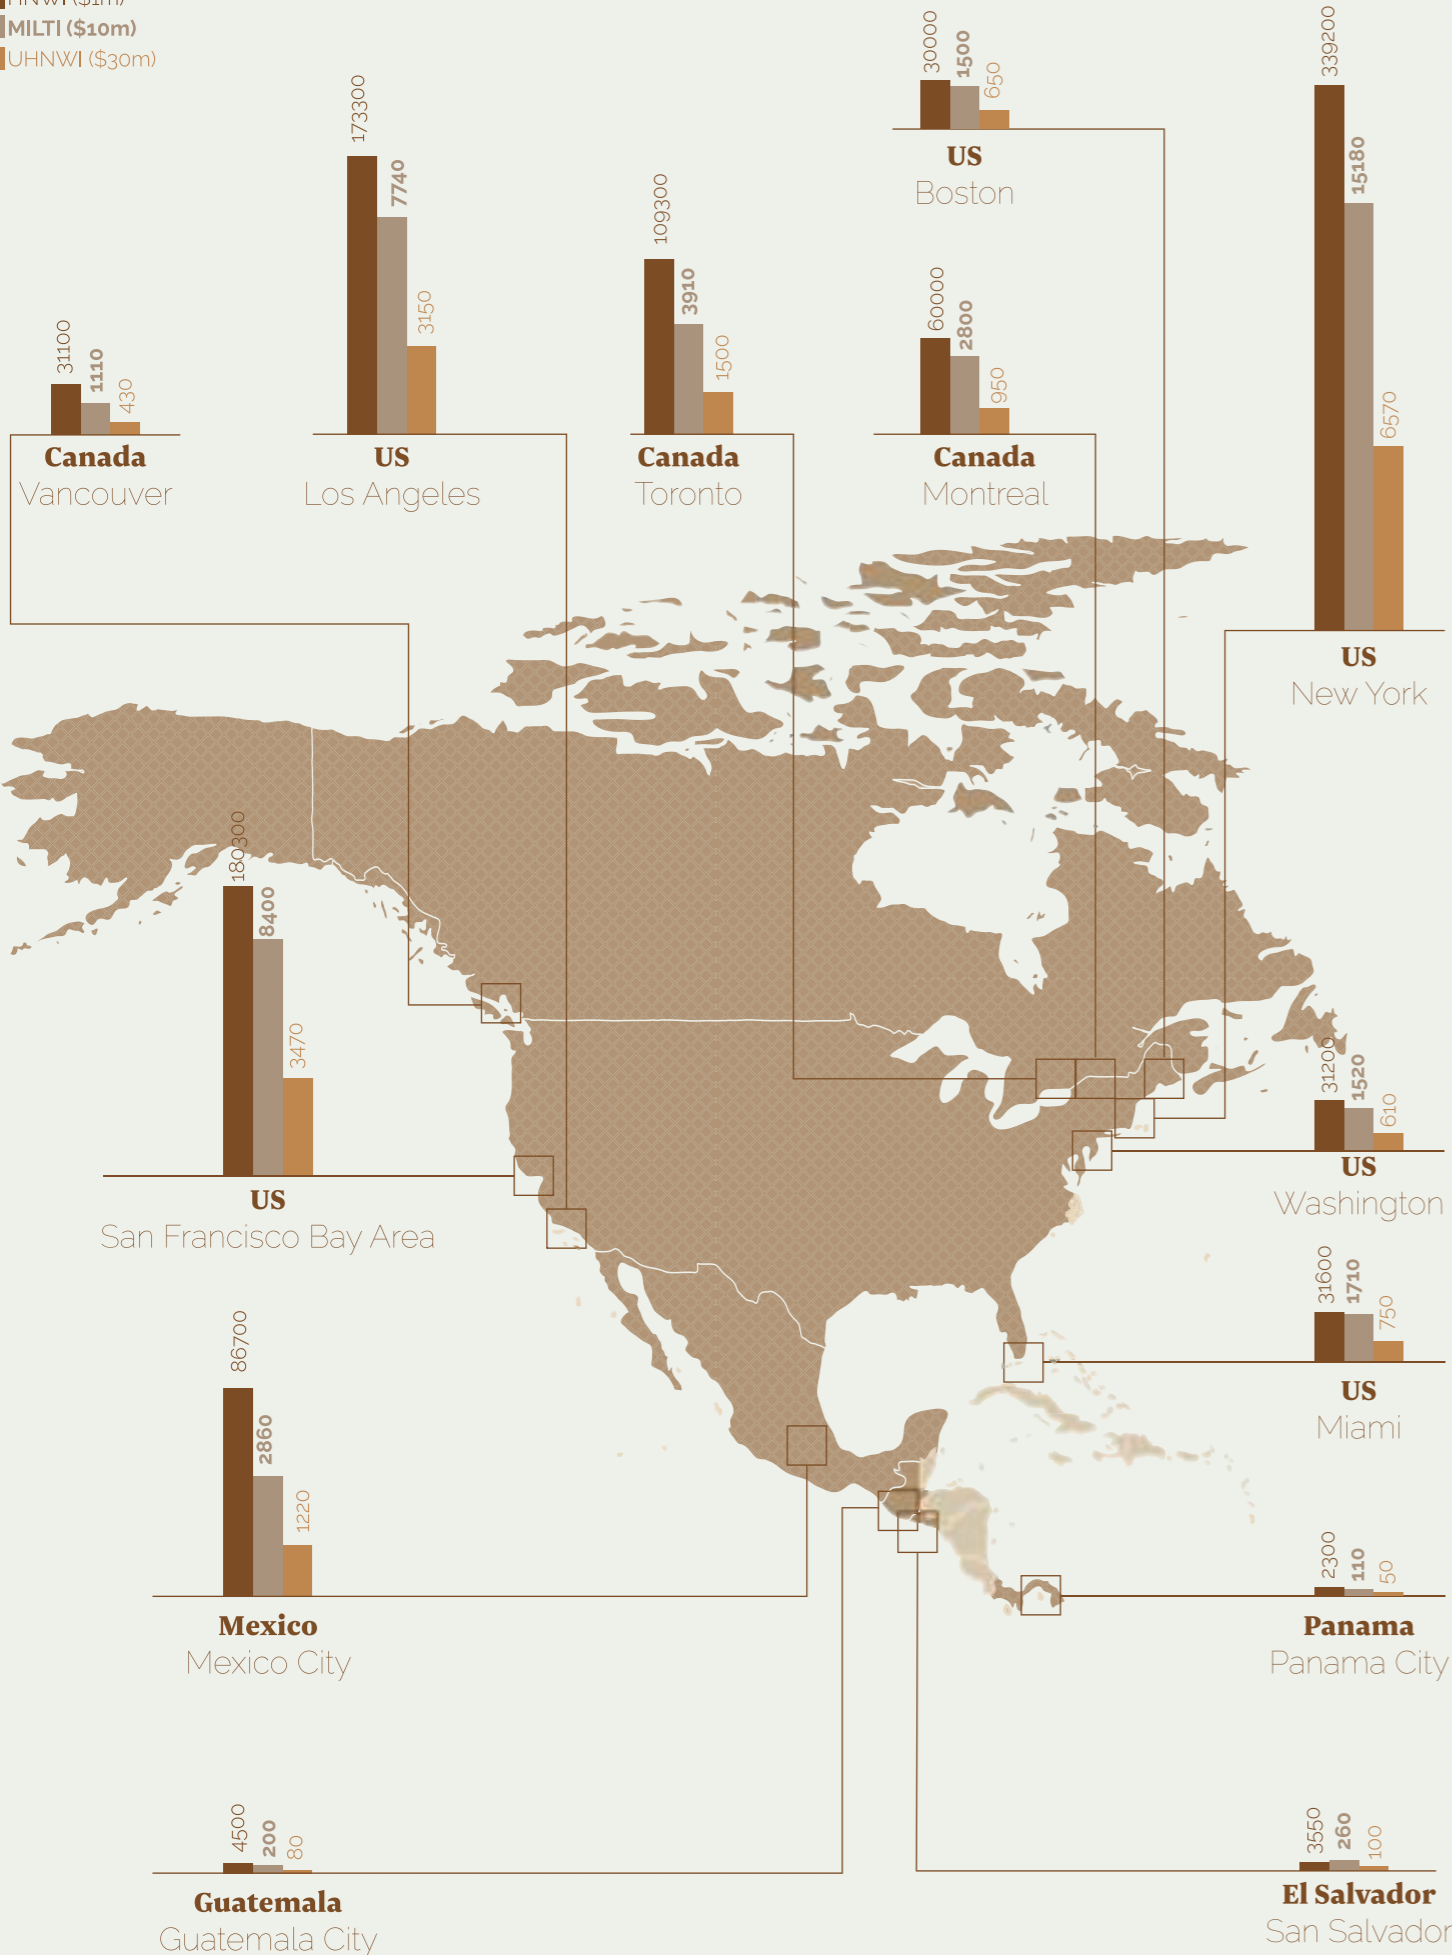 HNWI ($1m)
MILTI ($10m)
UHNWI ($30m)
31100
1110
430
Canada
Vancouver
173300
7740
3150
US
Los Angeles
109300
3910
1500
Canada
Toronto
30000
1500
650
US
Boston
60000
2800
950
Canada
Montreal
339200
15180
6570
US
New York
180300
8400
3470
US
San Francisco Bay Area
31200
1520
610
US
Washington
31600
1710
750
US
Miami
86700
2860
1220
Mexico
Mexico City
2300
110
50
Panama
Panama City
4500
200
80
Guatemala
Guatemala City
3550
260
100
El Salvador
San Salvador